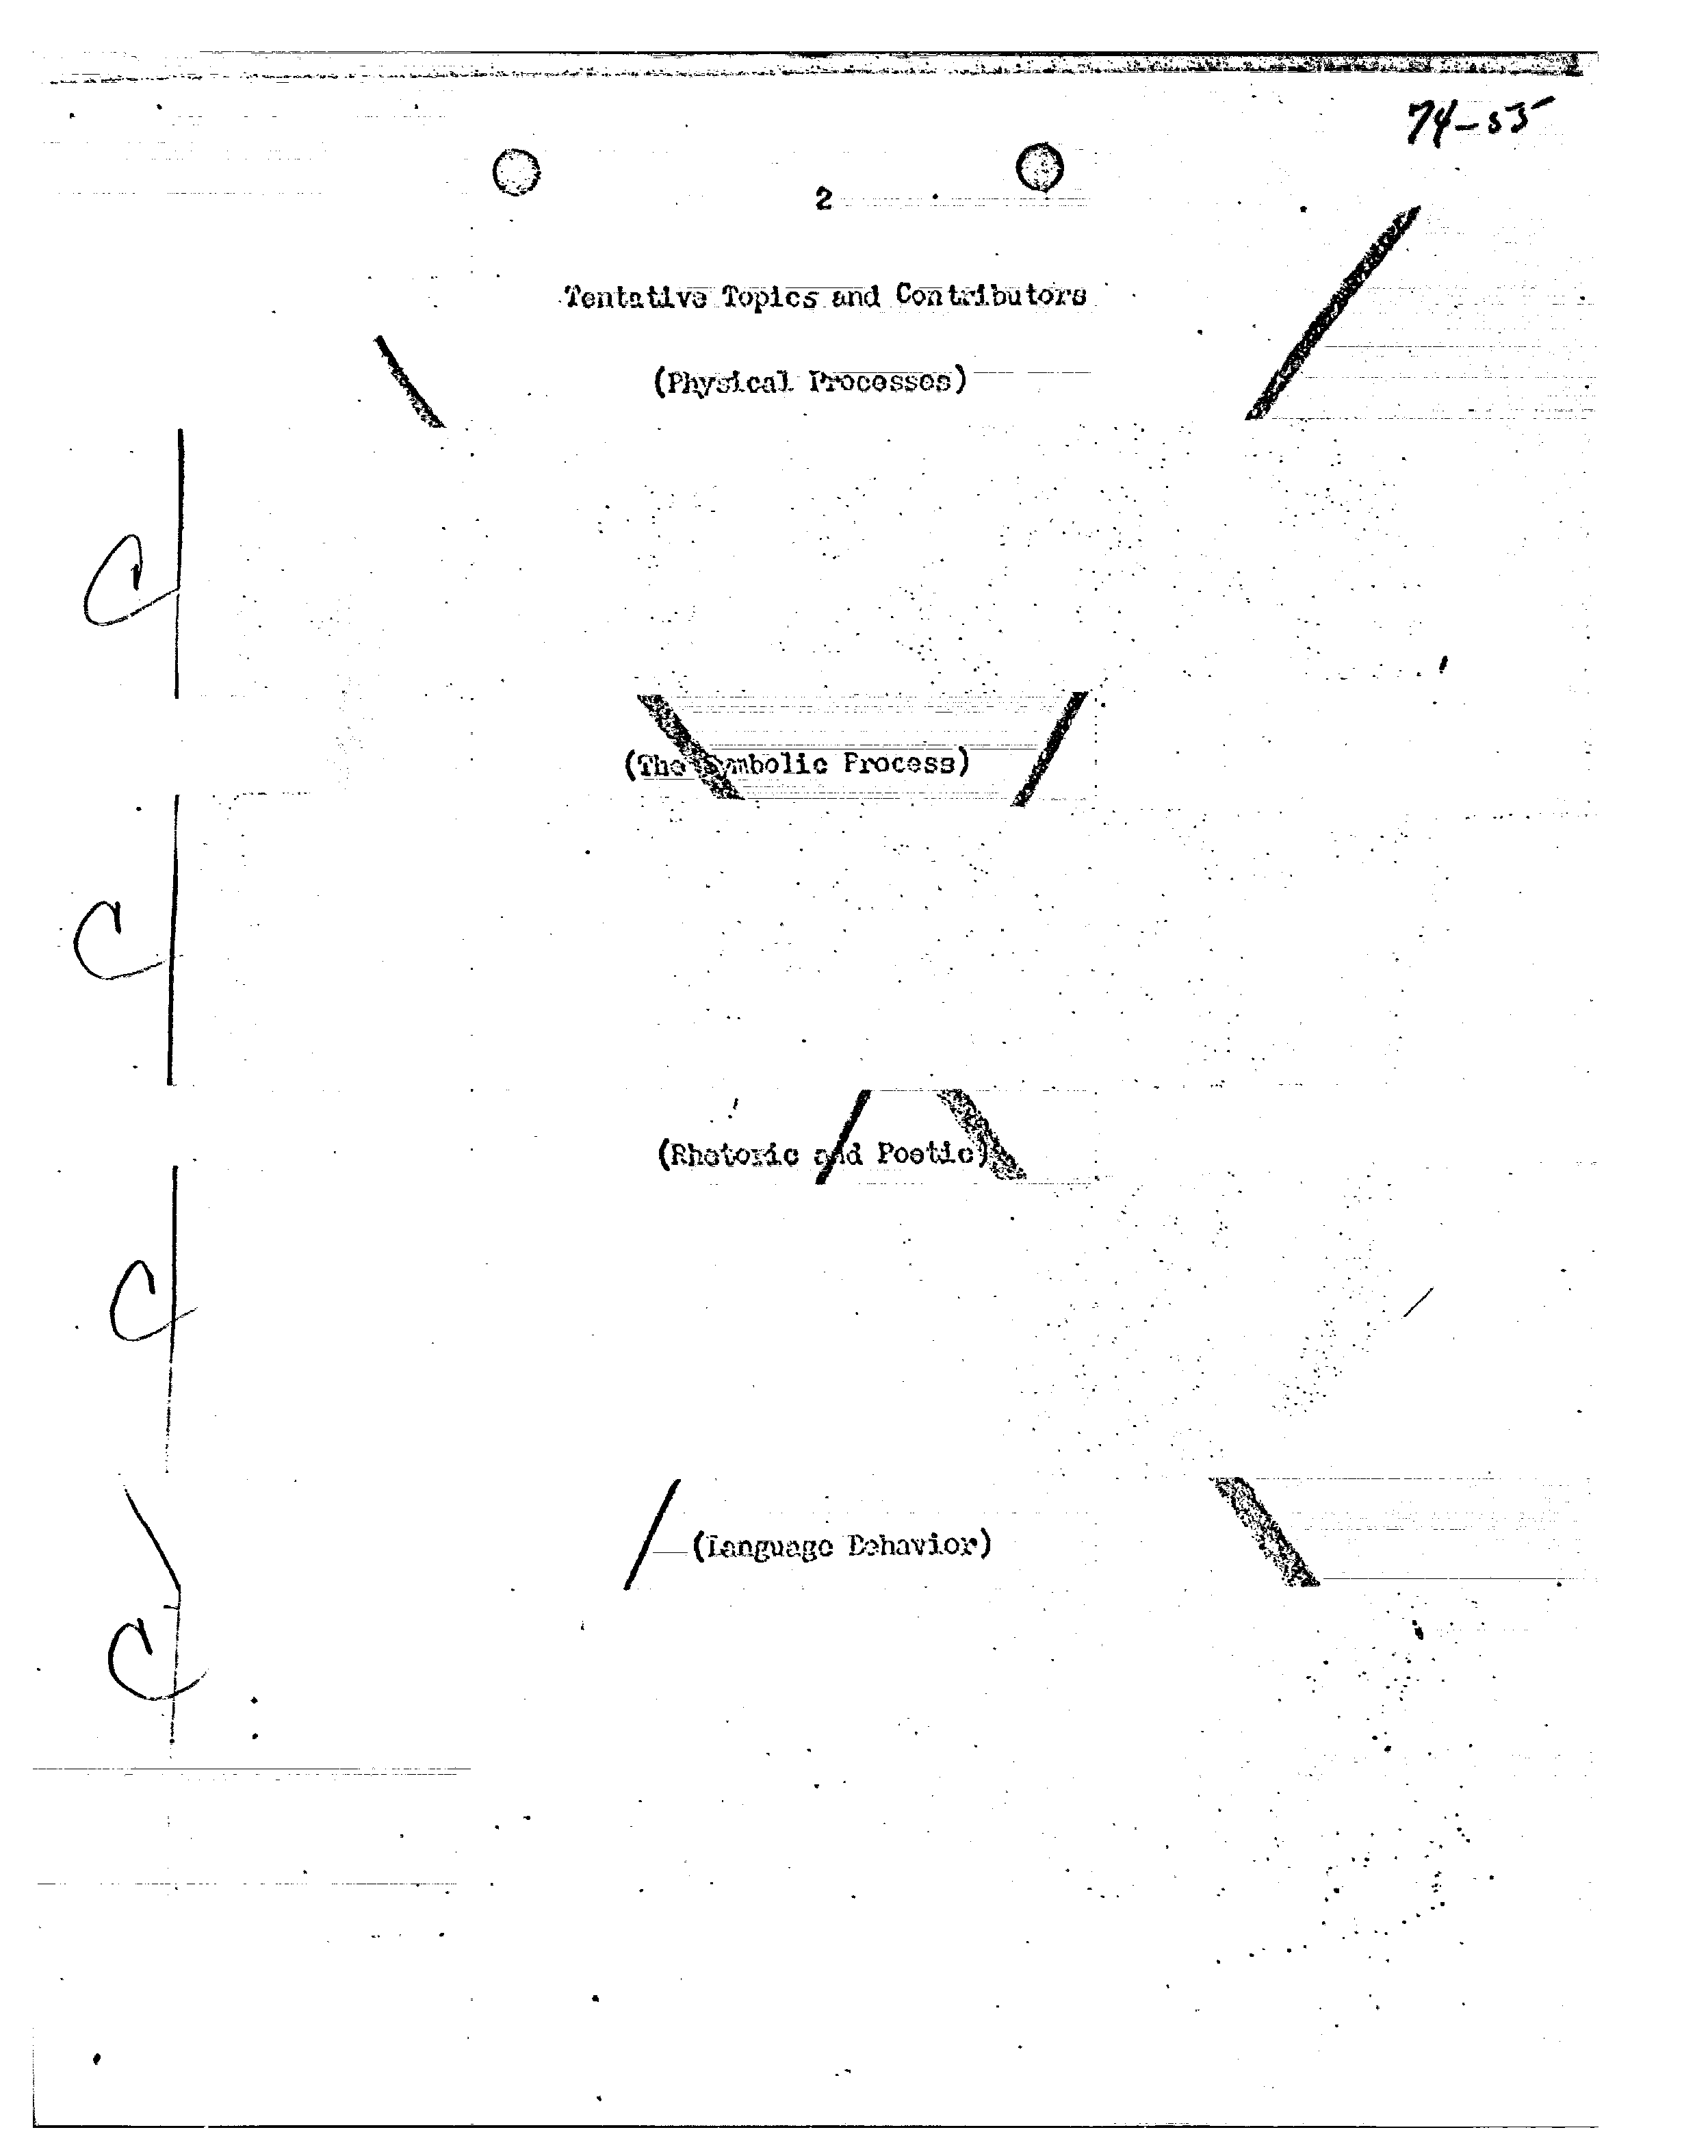 74-55
2
Tentative Topics and Contributors
(Physical Processes)
C
(The Symbolic Process)
C
(Rhetoric and Poetic)
C
(Language Behavior)
C